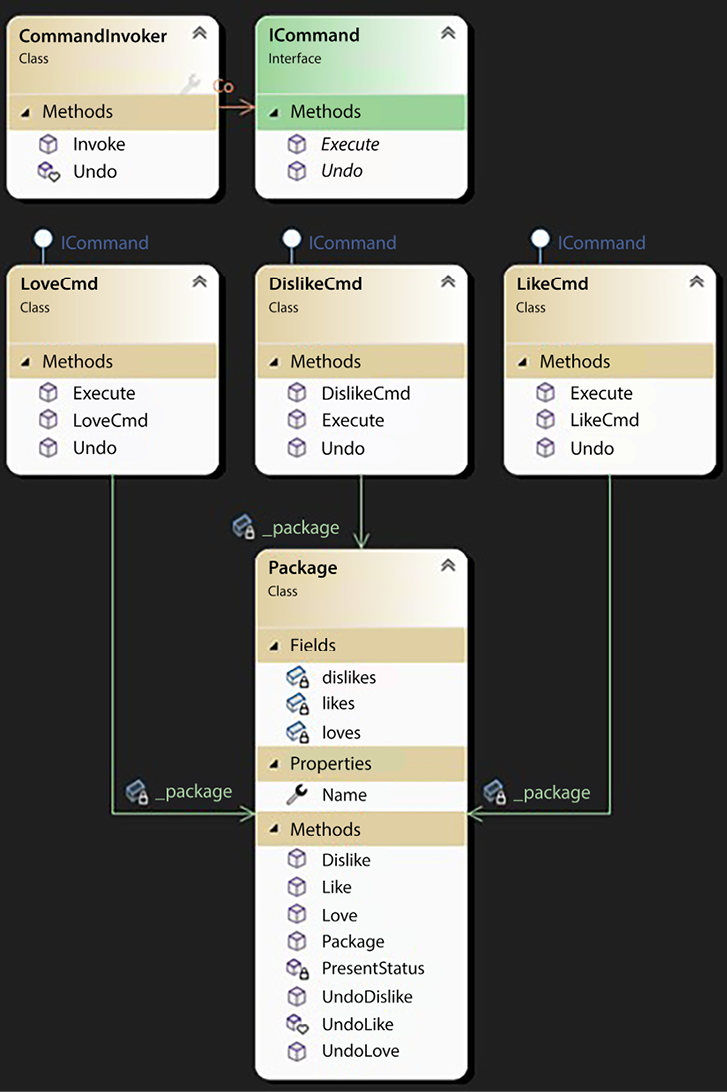 CommandInvoker
Class
Methods
Invoke
Undo
Co
ICommand
Interface
Methods
Execute
Undo
ICommand
LoveCmd
Class
Methods
Execute
LoveCmd
Undo
ICommand
DislikeCmd
Class
Methods
DislikeCmd
Execute
Undo
ICommand
LikeCmd
Class
Methods
Execute
LikeCmd
Undo
_package
Package
Class
Fields
dislikes
likes
loves
Properties
Name
Methods
Dislike
Like
Love
Package
PresentStatus
UndoDislike
UndoLike
UndoLove
_package
_package